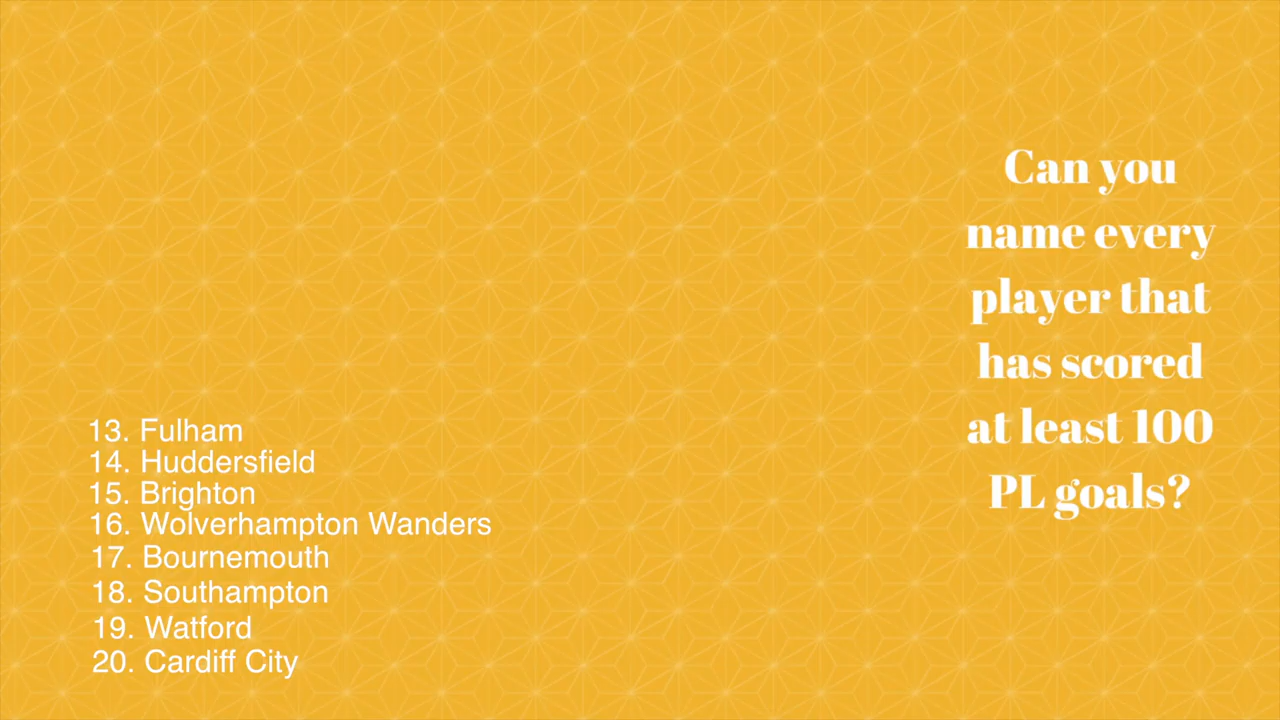 Can you
name every
player that
has scored
at least 100
PL goals?
13. Fulham
14. Huddersfield
15. Brighton
16. Wolverhampton Wanders
17. Bournemouth
18. Southampton
19. Watford
20. Cardiff City